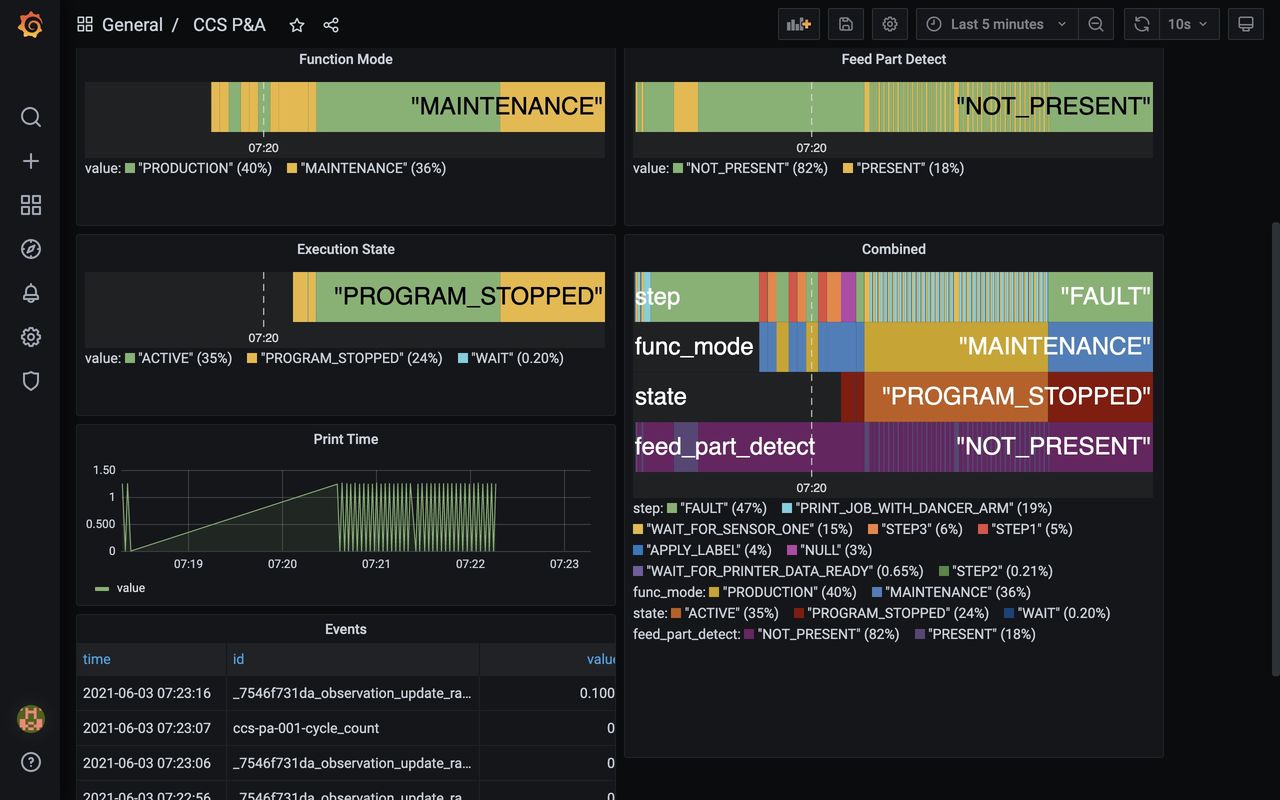 General / CCS P&A
Last 5 minutes
10s
Function Mode
"MAINTENANCE"
07:20
value: "PRODUCTION" (40%) "MAINTENANCE" (36%)
Feed Part Detect
"NOT_PRESENT"
07:20
value: "NOT_PRESENT" (82%) "PRESENT" (18%)
Execution State
"PROGRAM_STOPPED"
07:20
value: "ACTIVE" (35%) "PROGRAM_STOPPED" (24%) "WAIT" (0.20%)
Combined
step "FAULT"
func_mode "MAINTENANCE"
state "PROGRAM_STOPPED"
feed_part_detect "NOT_PRESENT"
07:20
step: "FAULT" (47%) "PRINT_JOB_WITH_DANCER_ARM" (19%)
"WAIT_FOR_SENSOR_ONE" (15%) "STEP3" (6%) "STEP1" (5%)
"APPLY_LABEL" (4%) "NULL" (3%)
"WAIT_FOR_PRINTER_DATA_READY" (0.65%) "STEP2" (0.21%)
func_mode: "PRODUCTION" (40%) "MAINTENANCE" (36%)
state: "ACTIVE" (35%) "PROGRAM_STOPPED" (24%) "WAIT" (0.20%)
feed_part_detect: "NOT_PRESENT" (82%) "PRESENT" (18%)
Print Time
1.50
1
0.500
0
07:19 07:20 07:21 07:22 07:23
value
Events
time id value
2021-06-03 07:23:16 _7546f731da_observation_update_ra... 0.100
2021-06-03 07:23:07 ccs-pa-001-cycle_count 0
2021-06-03 07:23:06 _7546f731da_observation_update_ra... 0
2021-06-03 07:22:56 _7546f731da_observation_update_ra... 0